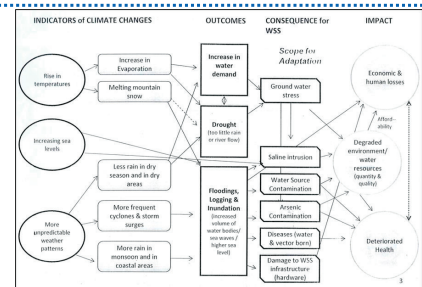 INDICATORS of CLIMATE CHANGES
OUTCOMES
CONSEQUENCE for
WSS
IMPACT
Scope for
Adaptation
Rise in
temperatures
Increase in
Evaporation
Melting mountain
snow
Increasing sea
levels
Less rain in dry
season and in dry
areas
More
unpredictable
weather
patterns
More frequent
cyclones & storm
surges
More rain in
monsoon and in
coastal areas
Increase in
water
demand
Drought
(too little rain
or river flow)
Floodings,
Logging &
Inundation
(increased
volume of
water bodies/
sea waves /
higher sea
level)
Ground water
stress
Saline intrusion
Water Source
Contamination
Arsenic
Contamination
Diseases (water
& vector born)
Damage to WSS
infrastructure
(hardware)
Economic &
human losses
Afford-
ability
Degraded
environment/
water
resources
(quantity &
quality)
Deteriorated
Health
3